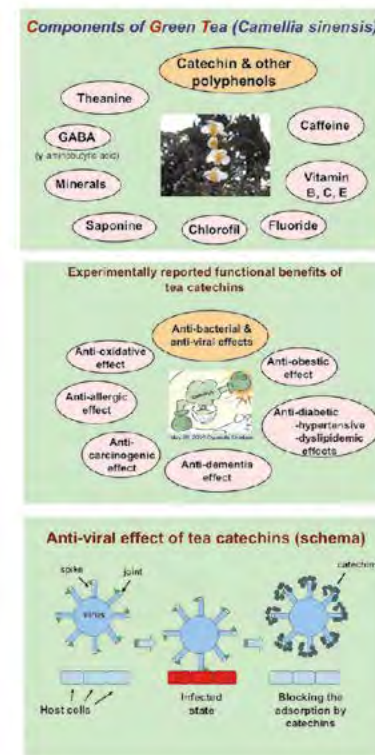 Components of Green Tea (Camellia sinensis)
Catechin & other
polyphenols
Theanine
Caffeine
GABA
(γ-aminobutyric acid)
Minerals
Vitamin
B, C, E
Saponine
Chlorofil
Fluoride
Experimentally reported functional benefits of
tea catechins
Anti-bacterial &
anti-viral effects
Anti-oxidative
effect
Anti-obestic
effect
Anti-allergic
effect
Anti-diabetic
-hypertensive
-dyslipidemic
effects
Anti-
carcinogenic
effect
Anti-dementia
effect
Anti-viral effect of tea catechins (schema)
spike
joint
catechin
virus
Host cells
Infected
state
Blocking the
adsorption by
catechins